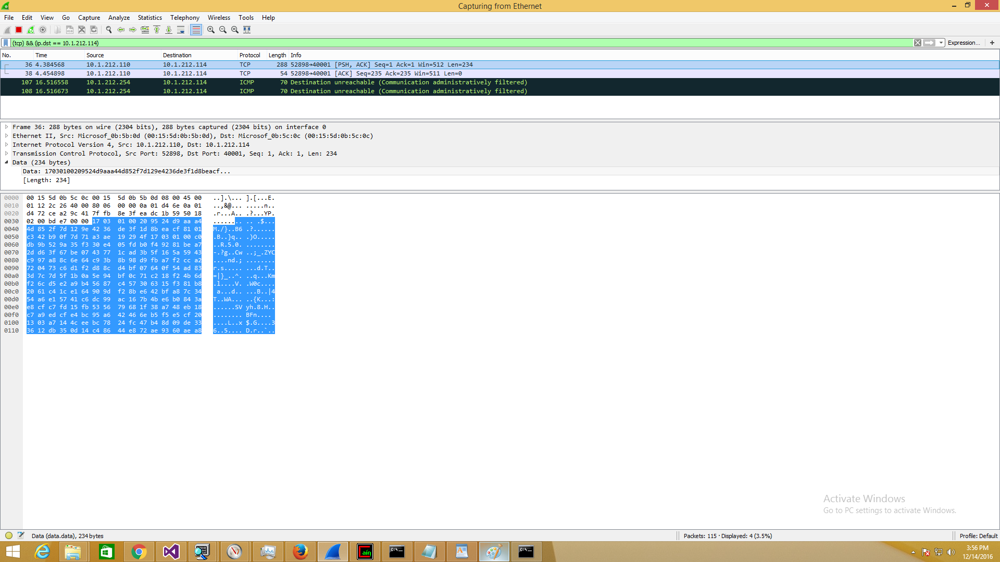 Capturing from Ethernet
File Edit View Go Capture Analyze Statistics Telephony Wireless Tools Help
(tcp) && (ip.dst == 10.1.212.114)
Expression... +
No. Time Source Destination Protocol Length Info
36 4.384568 10.1.212.110 10.1.212.114 TCP 288 52898→40001 [PSH, ACK] Seq=1 Ack=1 Win=512 Len=234
38 4.454898 10.1.212.110 10.1.212.114 TCP 54 52898→40001 [ACK] Seq=235 Ack=235 Win=511 Len=0
107 16.516558 10.1.212.254 10.1.212.114 ICMP 70 Destination unreachable (Communication administratively filtered)
108 16.516673 10.1.212.254 10.1.212.114 ICMP 70 Destination unreachable (Communication administratively filtered)
Frame 36: 288 bytes on wire (2304 bits), 288 bytes captured (2304 bits) on interface 0
Ethernet II, Src: Microsof_0b:5b:0d (00:15:5d:0b:5b:0d), Dst: Microsof_0b:5c:0c (00:15:5d:0b:5c:0c)
Internet Protocol Version 4, Src: 10.1.212.110, Dst: 10.1.212.114
Transmission Control Protocol, Src Port: 52898, Dst Port: 40001, Seq: 1, Ack: 1, Len: 234
Data (234 bytes)
Data: 17030100209524d9aaa44d852f7d129e4236de3f1d8beacf...
[Length: 234]
0000 00 15 5d 0b 5c 0c 00 15 5d 0b 5b 0d 08 00 45 00 ..].\... ].[...E.
0010 01 12 2c 26 40 00 80 06 00 00 0a 01 d4 6e 0a 01 ..,&@... .....n..
0020 d4 72 ce a2 9c 41 7f fb 8e 3f ea dc 1b 59 50 18 .r...A.. .?...YP.
0030 02 00 bd e7 00 00 17 03 01 00 20 95 24 d9 aa a4 ........ .. .$...
0040 4d 85 2f 7d 12 9e 42 36 de 3f 1d 8b ea cf 81 01 M./}..B6 .?......
0050 c3 42 b9 0f 7d 71 a3 ae 19 29 4f 17 03 01 00 c0 .B..}q.. .)O.....
0060 db 9b 52 9a 35 f3 30 e4 05 fd b0 f4 92 81 be a7 ..R.5.0. ........
0070 2d d6 3f 67 be 07 43 77 1c ad 3b 5f 16 5a 59 43 -.?g..Cw ..;_.ZYC
0080 c9 97 a8 8c 6e 64 c9 3b 8b 98 d9 fb a7 f2 cc a2 ....nd.; ........
0090 72 04 73 c6 d1 f2 d8 8c d4 bf 07 64 0f 54 ad 83 r.s..... ...d.T..
00a0 3d 7c 7d 5f 1b 0a 5e 94 bf 0c 71 c2 18 f2 4b 6d =|}_..^. ..q...Km
00b0 f2 6c d5 e2 a9 b4 56 87 c4 57 30 63 15 f3 81 b8 .l....V. .W0c....
00c0 20 61 c4 1c e1 64 90 9d f2 8b e6 42 bf a8 7c 34 a...d.. ...B..|4
00d0 54 a6 e1 57 41 c6 dc 99 ac 16 7b 4b e6 b0 84 3a T..WA... ..{K...:
00e0 e8 cf c7 fd 15 fb 53 56 79 68 1f 38 a7 48 eb 18 ......SV yh.8.H..
00f0 c7 a9 ed cf e4 bc 95 a6 42 46 6e b5 f5 e5 cf 20 ........ BFn....
0100 13 03 a7 14 4c ee bc 78 24 fc 47 b4 8d 09 de 33 ....L..x $.G....3
0110 36 12 db 35 0d 14 c4 86 44 e8 72 ae 93 60 ae a8 6..5.... D.r..`..
Activate Windows
Go to PC settings to activate Windows.
Data (data.data), 234 bytes
Packets: 115 · Displayed: 4 (3.5%)
Profile: Default
3:56 PM
12/14/2016